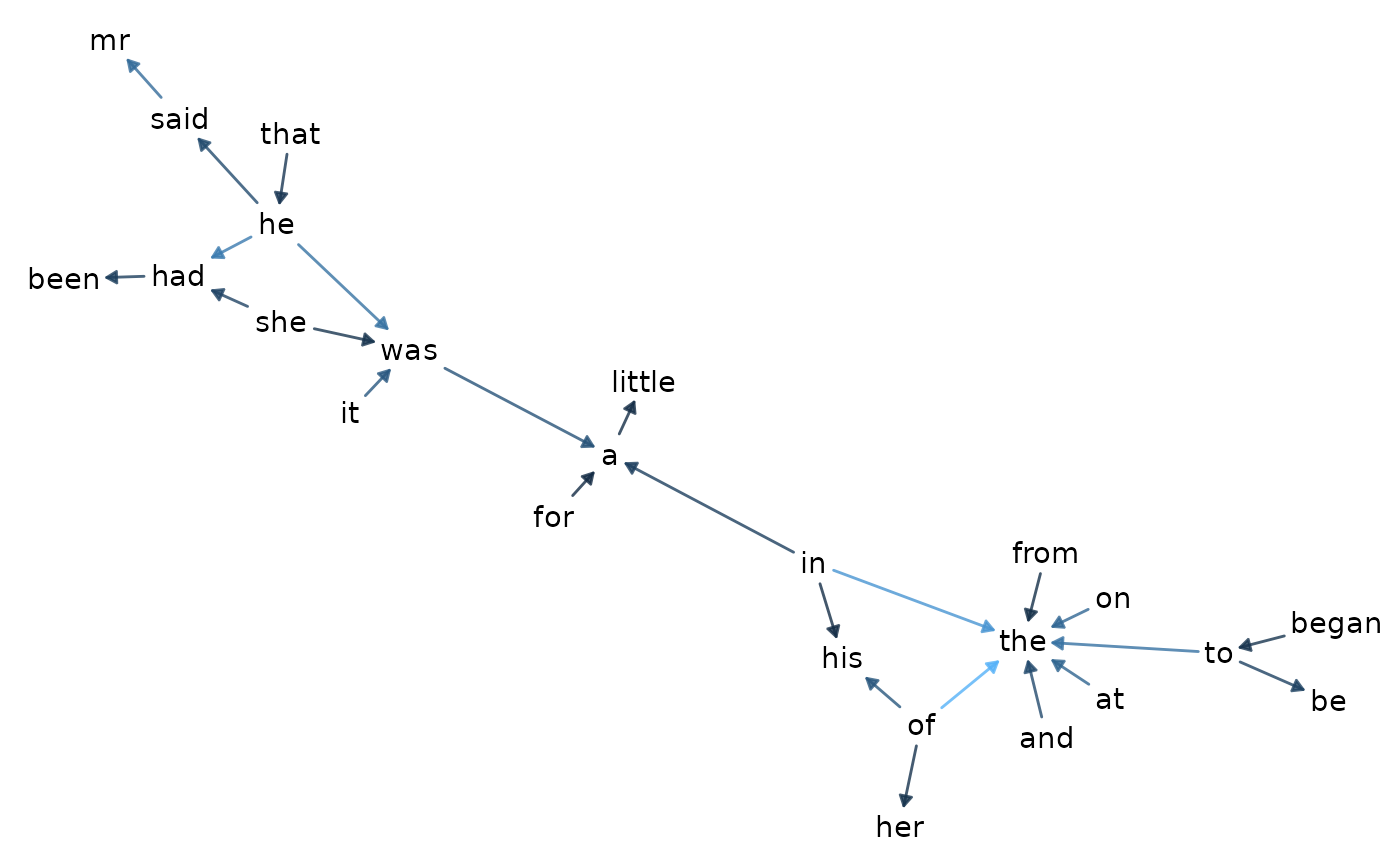 mr
said
that
he
been
had
she
was
it
little
a
for
in
from
on
the
began
to
his
at
be
of
and
her